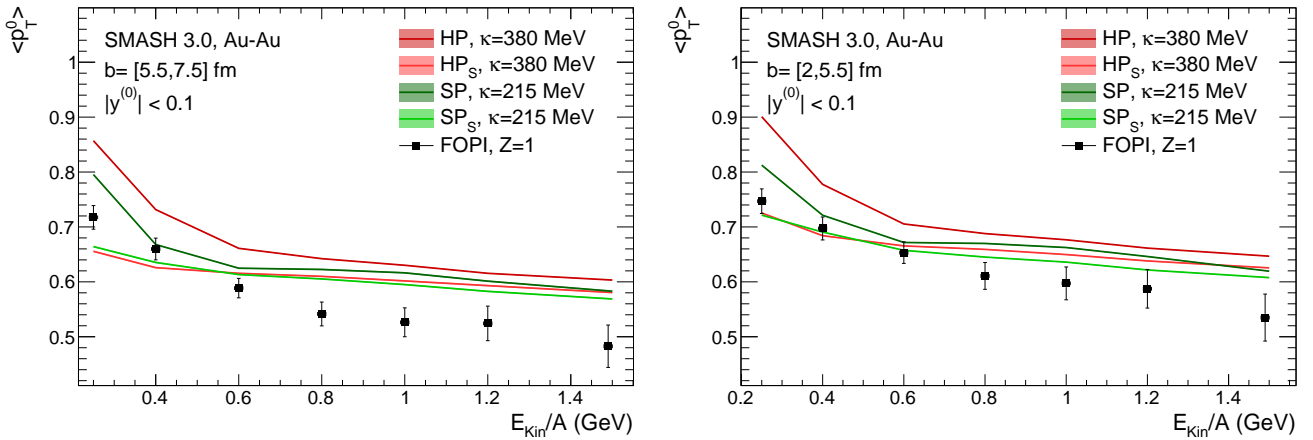 <p_T^0>
SMASH 3.0, Au-Au
b= [5.5,7.5] fm
|y^(0)| < 0.1
HP, κ=380 MeV
HP_S, κ=380 MeV
SP, κ=215 MeV
SP_S, κ=215 MeV
FOPI, Z=1
1
0.9
0.8
0.7
0.6
0.5
0.4 0.6 0.8 1 1.2 1.4
E_Kin/A (GeV)
<p_T^0>
SMASH 3.0, Au-Au
b= [2,5.5] fm
|y^(0)| < 0.1
HP, κ=380 MeV
HP_S, κ=380 MeV
SP, κ=215 MeV
SP_S, κ=215 MeV
FOPI, Z=1
1
0.9
0.8
0.7
0.6
0.5
0.2 0.4 0.6 0.8 1 1.2 1.4
E_Kin/A (GeV)